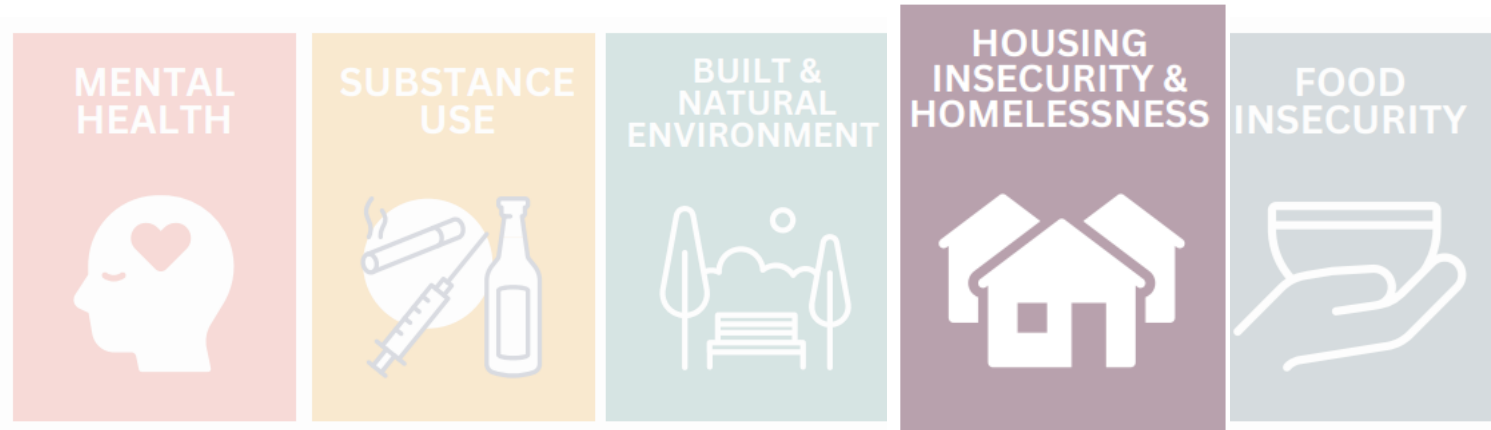 MENTAL
HEALTH
SUBSTANCE
USE
BUILT &
NATURAL
ENVIRONMENT
HOUSING
INSECURITY &
HOMELESSNESS
FOOD
INSECURITY